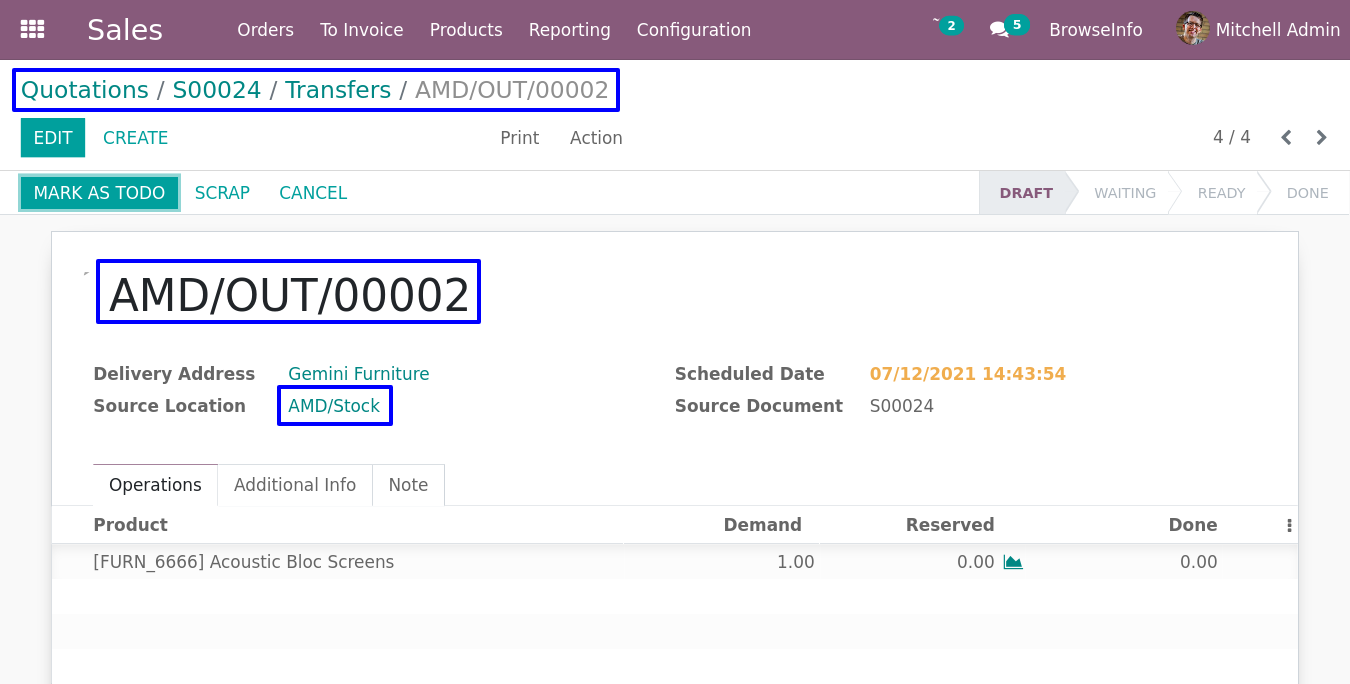 Sales Orders To Invoice Products Reporting Configuration 2 5 BrowseInfo Mitchell Admin
Quotations / S00024 / Transfers / AMD/OUT/00002
EDIT CREATE Print Action 4 / 4
MARK AS TODO SCRAP CANCEL DRAFT WAITING READY DONE
AMD/OUT/00002
Delivery Address Gemini Furniture Scheduled Date 07/12/2021 14:43:54
Source Location AMD/Stock Source Document S00024
Operations Additional Info Note
Product Demand Reserved Done
[FURN_6666] Acoustic Bloc Screens 1.00 0.00 0.00